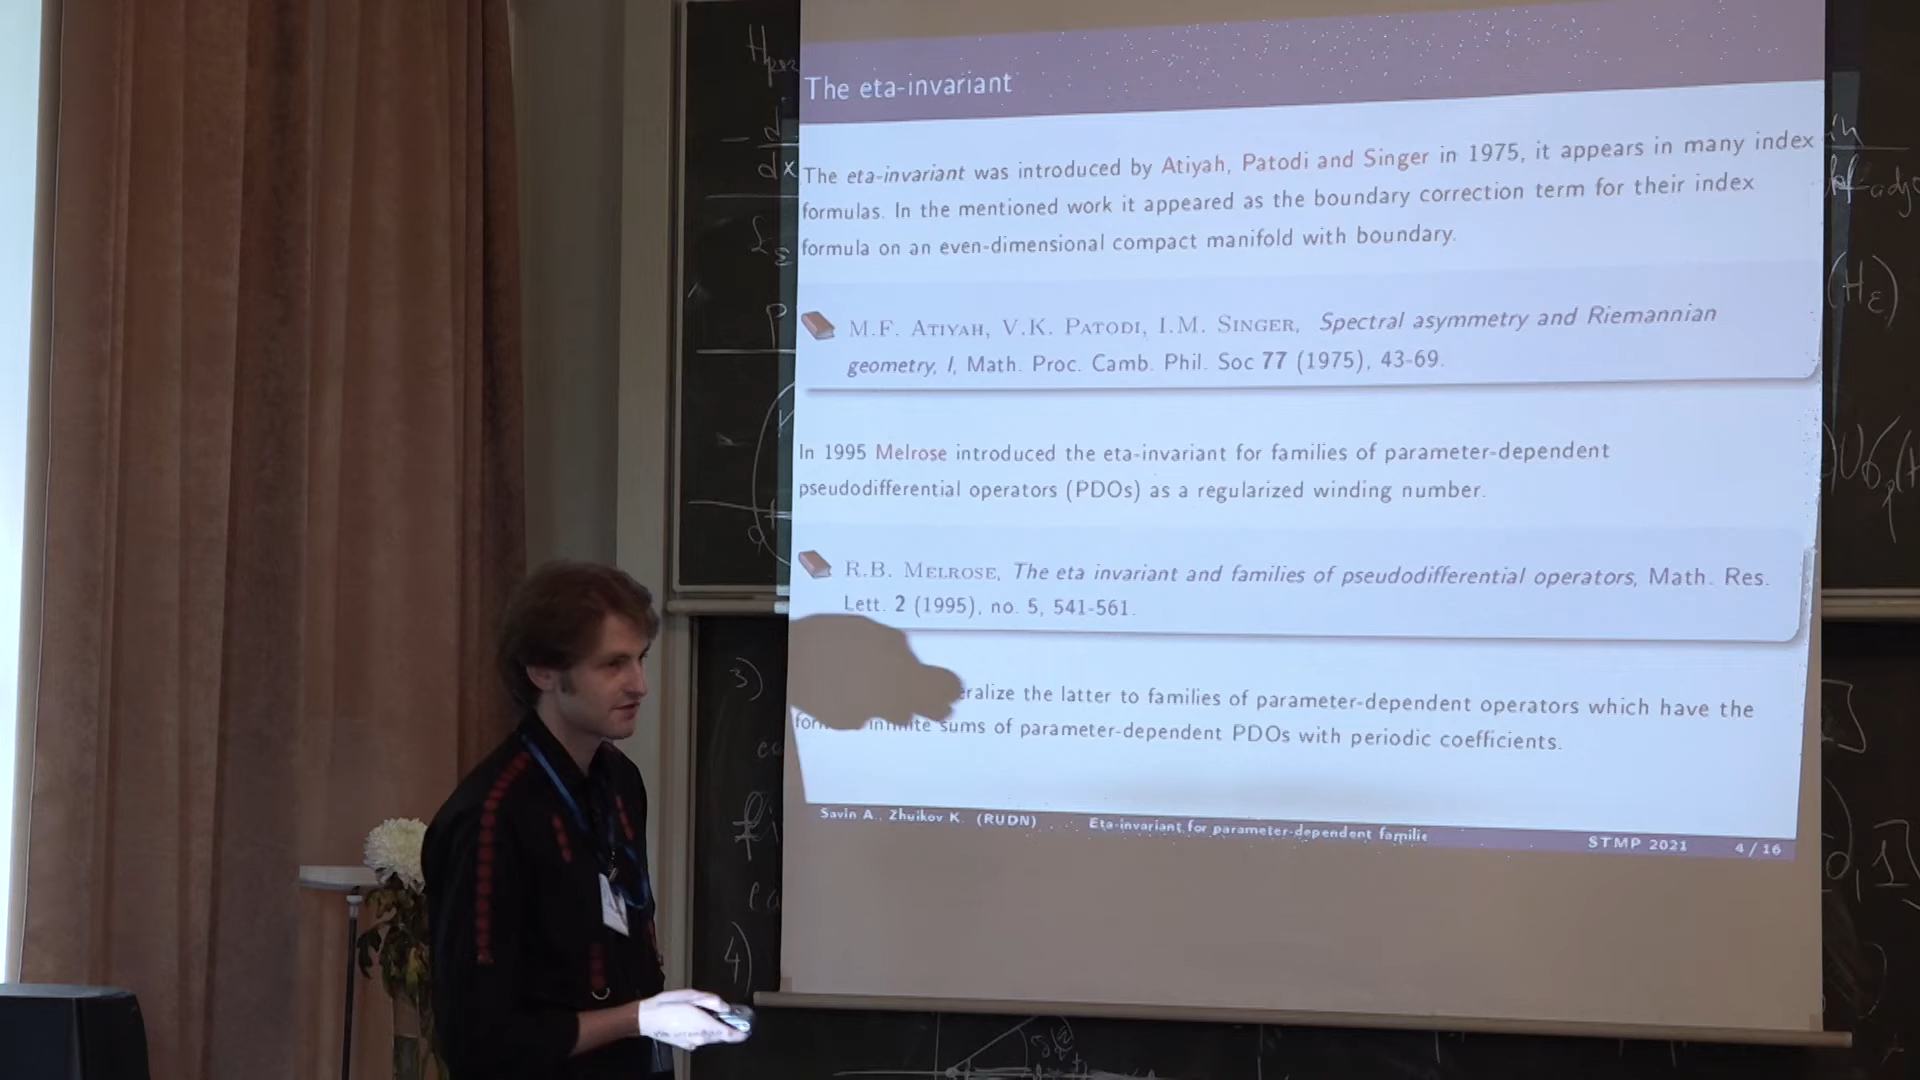 The eta-invariant
The eta-invariant was introduced by Atiyah, Patodi and Singer in 1975, it appears in many index
formulas. In the mentioned work it appeared as the boundary correction term for their index
formula on an even-dimensional compact manifold with boundary.
M.F. ATIYAH, V.K. PATODI, I.M. SINGER, Spectral asymmetry and Riemannian
geometry, I, Math. Proc. Camb. Phil. Soc 77 (1975), 43-69.
In 1995 Melrose introduced the eta-invariant for families of parameter-dependent
pseudodifferential operators (PDOs) as a regularized winding number.
R.B. MELROSE, The eta invariant and families of pseudodifferential operators, Math. Res.
Lett. 2 (1995), no. 5, 541-561.
the latter to families of parameter-dependent operators which have the
sums of parameter-dependent PDOs with periodic coefficients.
Savin A., Zhuikov K. (RUDN) Eta-invariant for parameter-dependent familie STMP 2021 4 / 16
3)
4)
(Hε)